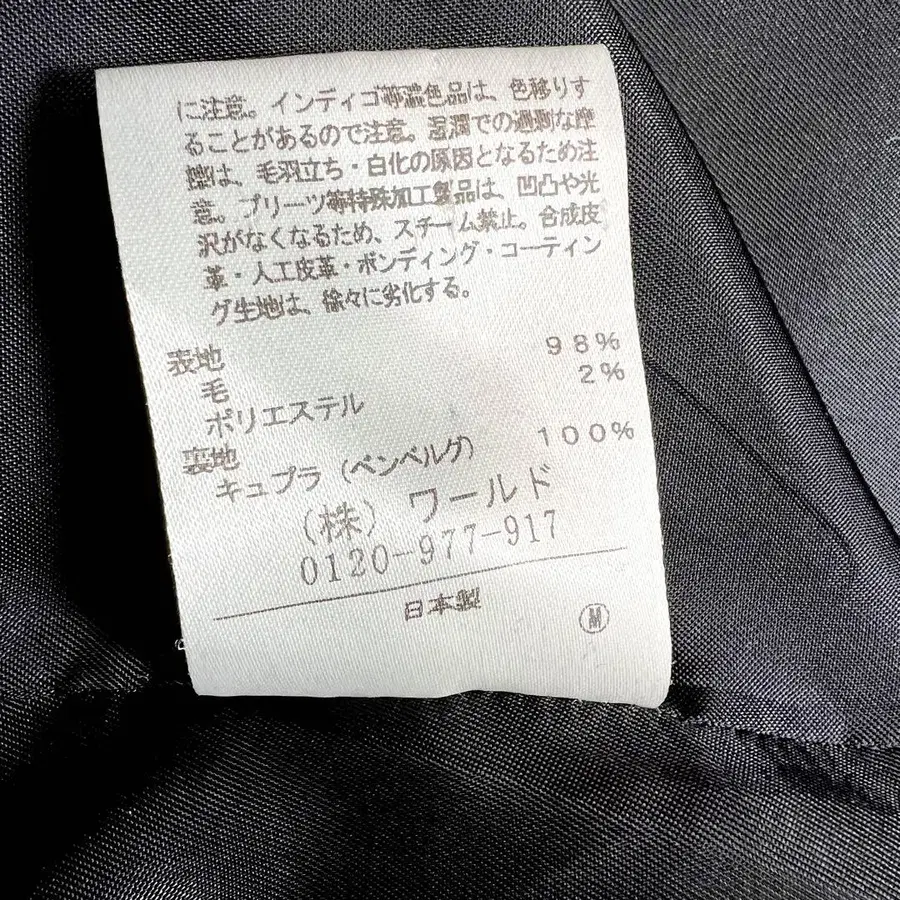 に注意。インディゴ等濃色品は、色移りす
ることがあるので注意。湿潤での過剰な摩
擦は、毛羽立ち・白化の原因となるため注
意。プリーツ等特殊加工製品は、凹凸や光
沢がなくなるため、スチーム禁止。合成皮
革・人工皮革・ボンディング・コーティン
グ生地は、徐々に劣化する。
表地
毛 98%
ポリエステル 2%
裏地
キュプラ（ベンベルグ） 100%
（株）ワールド
0120-977-917
日本製
M